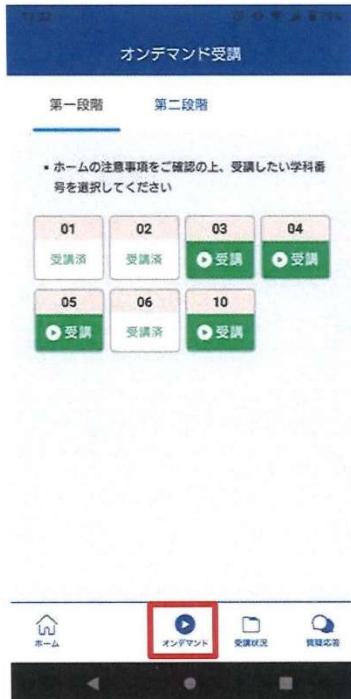 オンデマンド受講
第一段階 第二段階
▪ ホームの注意事項をご確認の上、受講したい学科番
号を選択してください
01 02 03 04
受講済 受講済 受講 受講
05 06 10
受講 受講済 受講
ホーム オンデマンド 受講状況 質疑応答